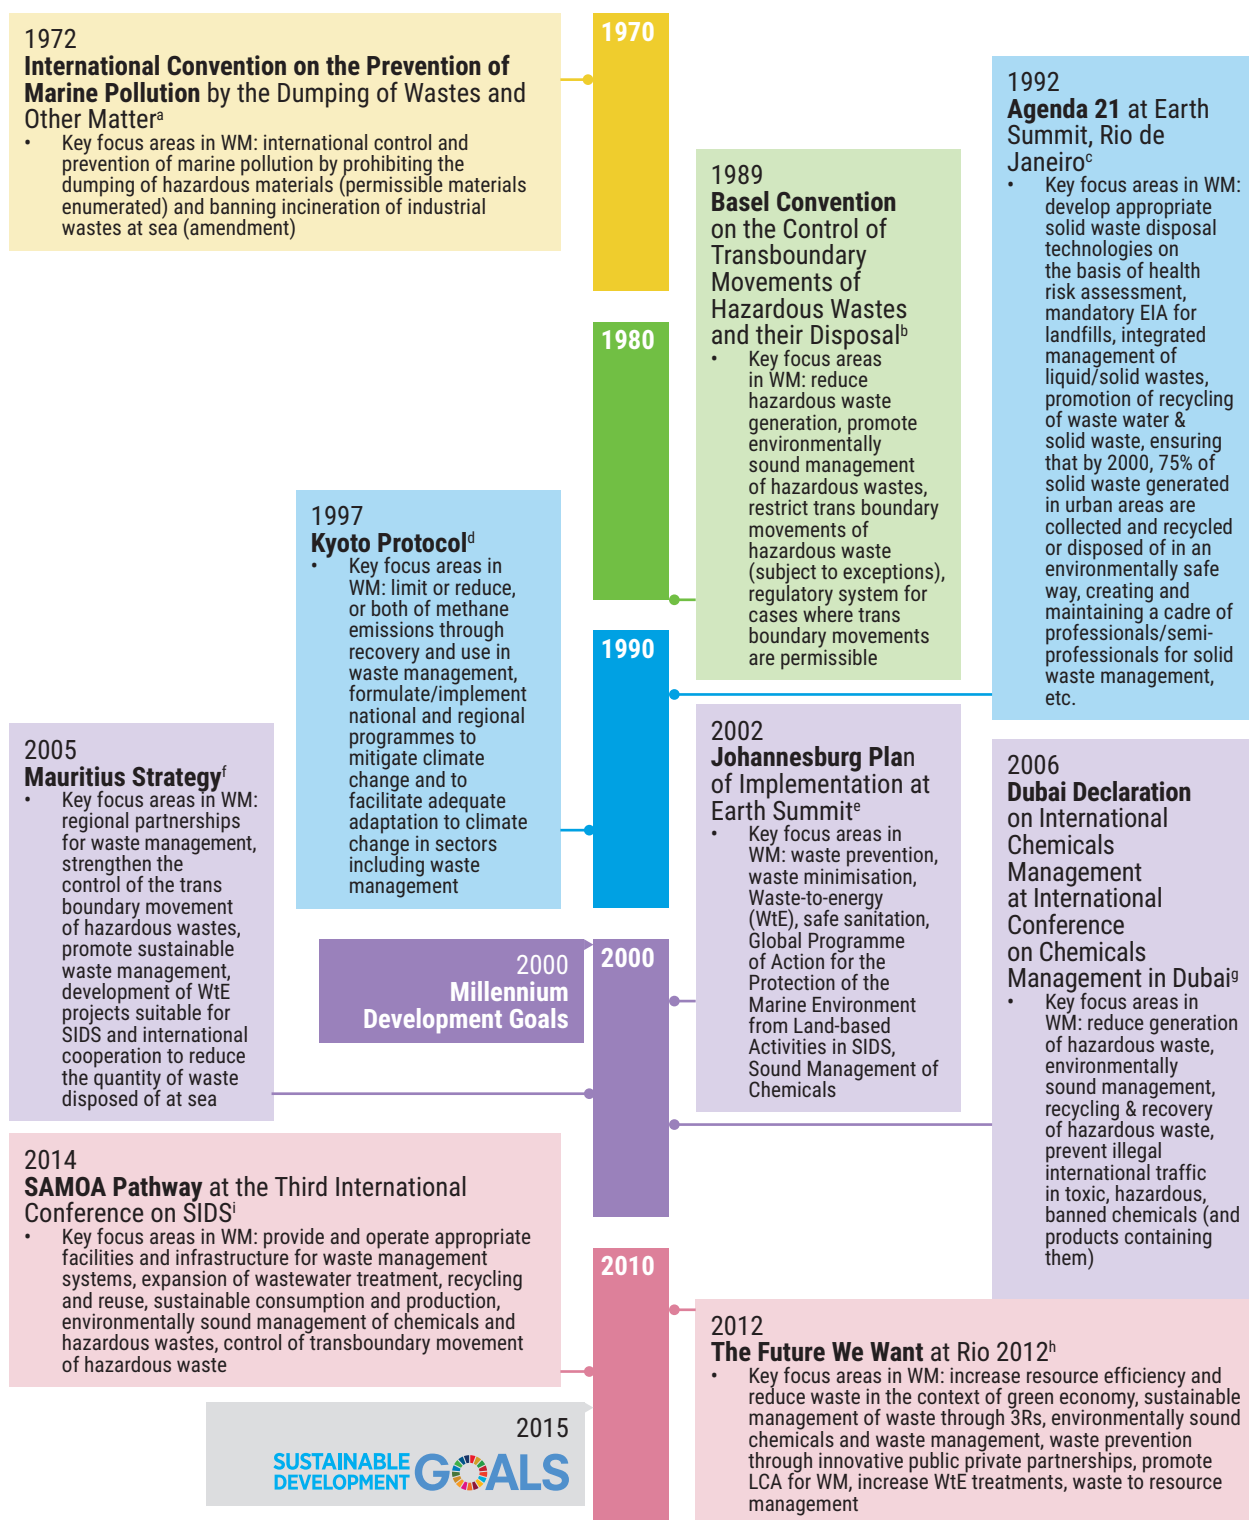 1970
1972
International Convention on the Prevention of
Marine Pollution by the Dumping of Wastes and
Other Matterᵃ
• Key focus areas in WM: international control and
prevention of marine pollution by prohibiting the
dumping of hazardous materials (permissible materials
enumerated) and banning incineration of industrial
wastes at sea (amendment)
1980
1989
Basel Convention
on the Control of
Transboundary
Movements of
Hazardous Wastes
and their Disposalᵇ
• Key focus areas
in WM: reduce
hazardous waste
generation, promote
environmentally
sound management
of hazardous wastes,
restrict trans boundary
movements of
hazardous waste
(subject to exceptions),
regulatory system for
cases where trans
boundary movements
are permissible
1990
1992
Agenda 21 at Earth
Summit, Rio de
Janeiroᶜ
• Key focus areas in WM:
develop appropriate
solid waste disposal
technologies on
the basis of health
risk assessment,
mandatory EIA for
landfills, integrated
management of
liquid/solid wastes,
promotion of recycling
of waste water &
solid waste, ensuring
that by 2000, 75% of
solid waste generated
in urban areas are
collected and recycled
or disposed of in an
environmentally safe
way, creating and
maintaining a cadre of
professionals/semi-
professionals for solid
waste management,
etc.
1997
Kyoto Protocolᵈ
• Key focus areas in
WM: limit or reduce,
or both of methane
emissions through
recovery and use in
waste management,
formulate/implement
national and regional
programmes to
mitigate climate
change and to
facilitate adequate
adaptation to climate
change in sectors
including waste
management
2000
2000
Millennium
Development Goals
2002
Johannesburg Plan
of Implementation at
Earth Summitᵉ
• Key focus areas in
WM: waste prevention,
waste minimisation,
Waste-to-energy
(WtE), safe sanitation,
Global Programme
of Action for the
Protection of the
Marine Environment
from Land-based
Activities in SIDS,
Sound Management of
Chemicals
2005
Mauritius Strategyᶠ
• Key focus areas in WM:
regional partnerships
for waste management,
strengthen the
control of the trans
boundary movement
of hazardous wastes,
promote sustainable
waste management,
development of WtE
projects suitable for
SIDS and international
cooperation to reduce
the quantity of waste
disposed of at sea
2006
Dubai Declaration
on International
Chemicals
Management
at International
Conference
on Chemicals
Management in Dubaiᵍ
• Key focus areas in
WM: reduce generation
of hazardous waste,
environmentally
sound management,
recycling & recovery
of hazardous waste,
prevent illegal
international traffic
in toxic, hazardous,
banned chemicals (and
products containing
them)
2010
2012
The Future We Want at Rio 2012ʰ
• Key focus areas in WM: increase resource efficiency and
reduce waste in the context of green economy, sustainable
management of waste through 3Rs, environmentally sound
chemicals and waste management, waste prevention
through innovative public private partnerships, promote
LCA for WM, increase WtE treatments, waste to resource
management
2014
SAMOA Pathway at the Third International
Conference on SIDSⁱ
• Key focus areas in WM: provide and operate appropriate
facilities and infrastructure for waste management
systems, expansion of wastewater treatment, recycling
and reuse, sustainable consumption and production,
environmentally sound management of chemicals and
hazardous wastes, control of transboundary movement
of hazardous waste
2015
SUSTAINABLE
DEVELOPMENT GOALS